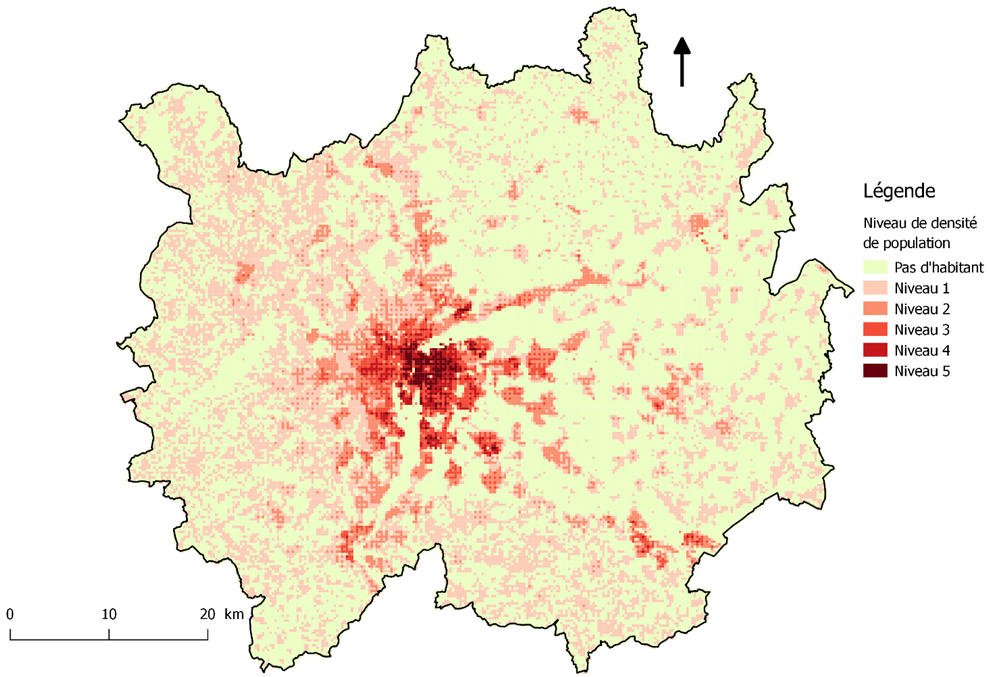 Légende
Niveau de densité
de population
Pas d'habitant
Niveau 1
Niveau 2
Niveau 3
Niveau 4
Niveau 5
0 10 20 km